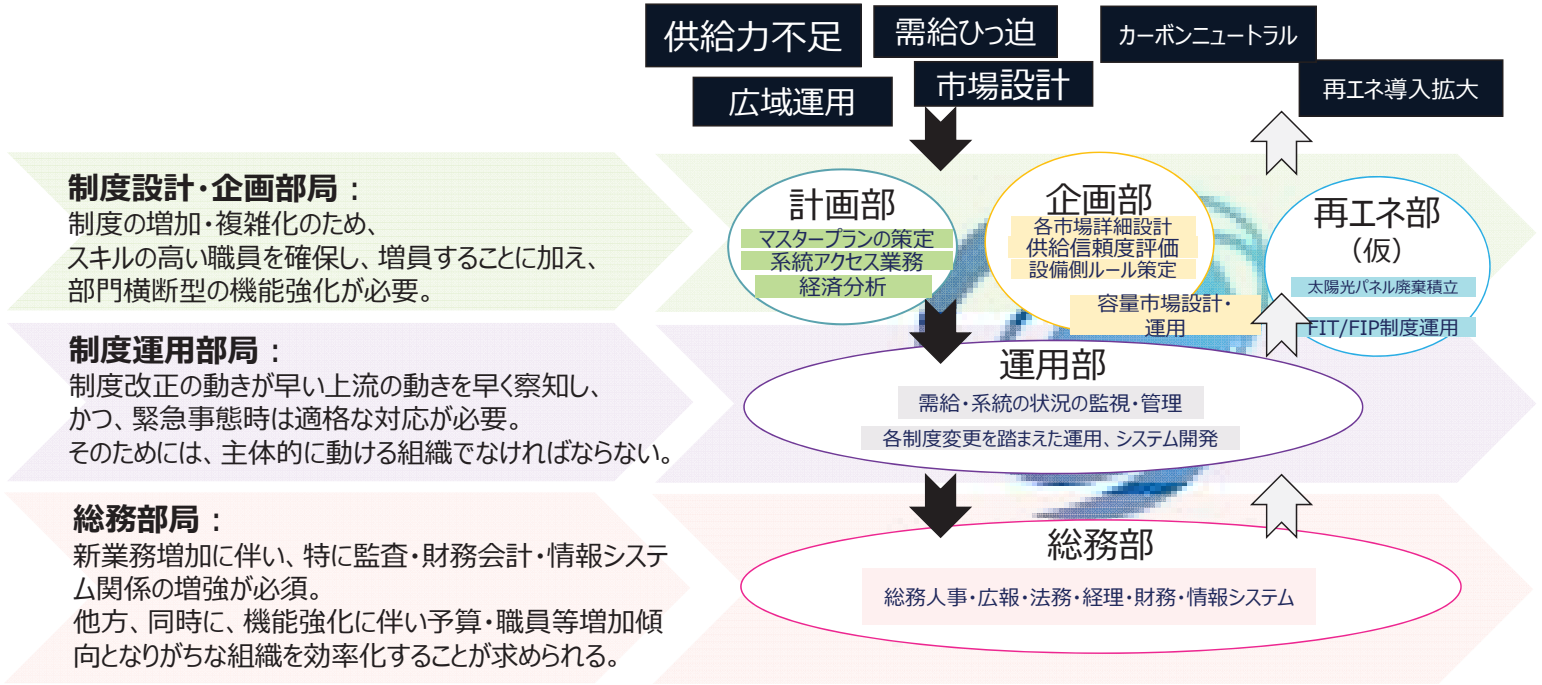 供給力不足
需給ひっ迫
カーボンニュートラル
広域運用
市場設計
再エネ導入拡大
制度設計・企画部局：
制度の増加・複雑化のため、
スキルの高い職員を確保し、増員することに加え、
部門横断型の機能強化が必要。
計画部
マスタープランの策定
系統アクセス業務
経済分析
企画部
各市場詳細設計
供給信頼度評価
設備側ルール策定
容量市場設計・
運用
再エネ部
（仮）
太陽光パネル廃棄積立
FIT/FIP制度運用
制度運用部局：
制度改正の動きが早い上流の動きを早く察知し、
かつ、緊急事態時は適格な対応が必要。
そのためには、主体的に動ける組織でなければならない。
運用部
需給・系統の状況の監視・管理
各制度変更を踏まえた運用、システム開発
総務部局：
新業務増加に伴い、特に監査・財務会計・情報システ
ム関係の増強が必須。
他方、同時に、機能強化に伴い予算・職員等増加傾
向となりがちな組織を効率化することが求められる。
総務部
総務人事・広報・法務・経理・財務・情報システム